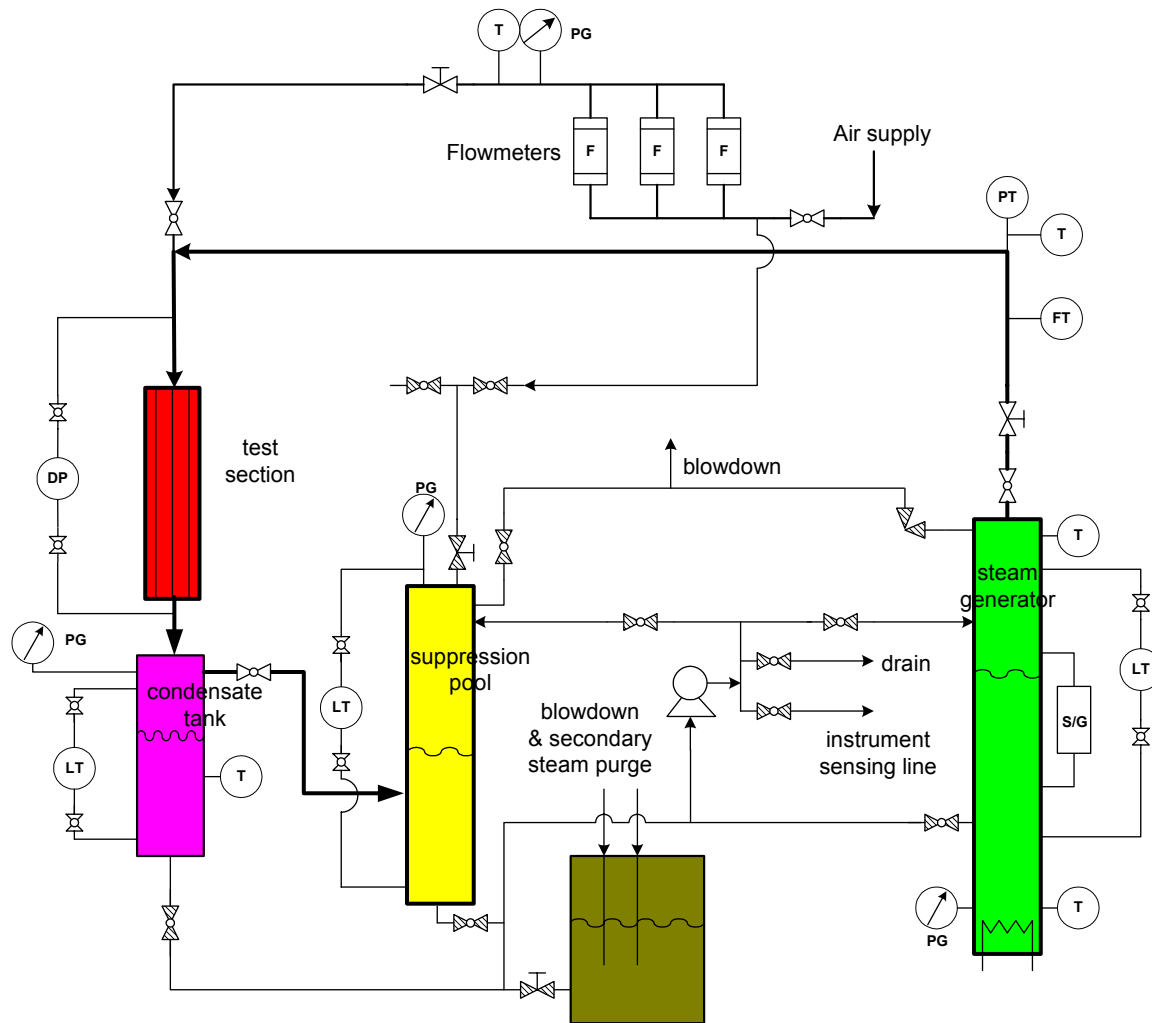 T
PG
Flowmeters
F
F
F
Air supply
PT
T
FT
test
section
DP
blowdown
PG
T
steam
generator
PG
condensate
tank
suppression
pool
LT
LT
T
drain
LT
S/G
blowdown
& secondary
steam purge
instrument
sensing line
PG
T